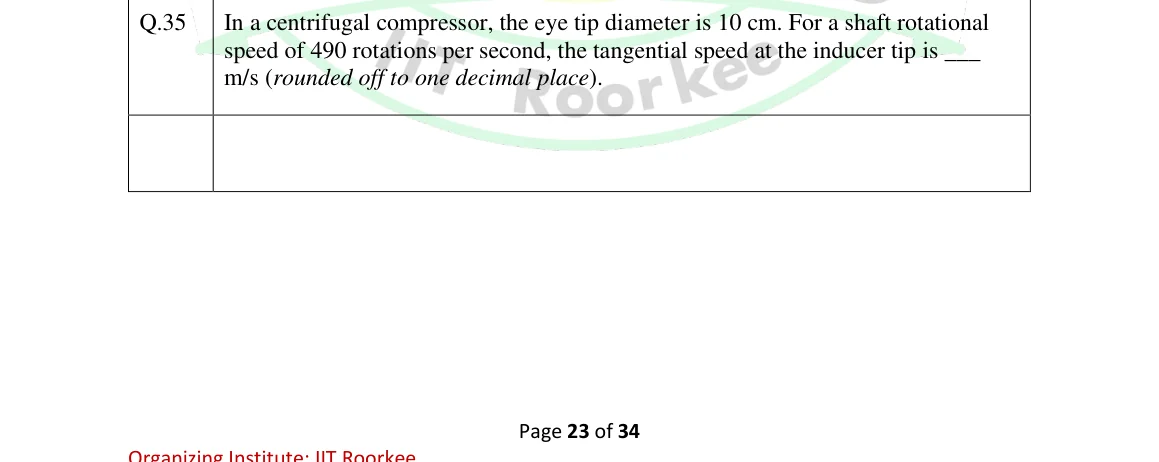 Q.35 In a centrifugal compressor, the eye tip diameter is 10 cm. For a shaft rotational
speed of 490 rotations per second, the tangential speed at the inducer tip is ___
m/s (rounded off to one decimal place).
IIT Roorkee
Page 23 of 34
Organizing Institute: IIT Roorkee